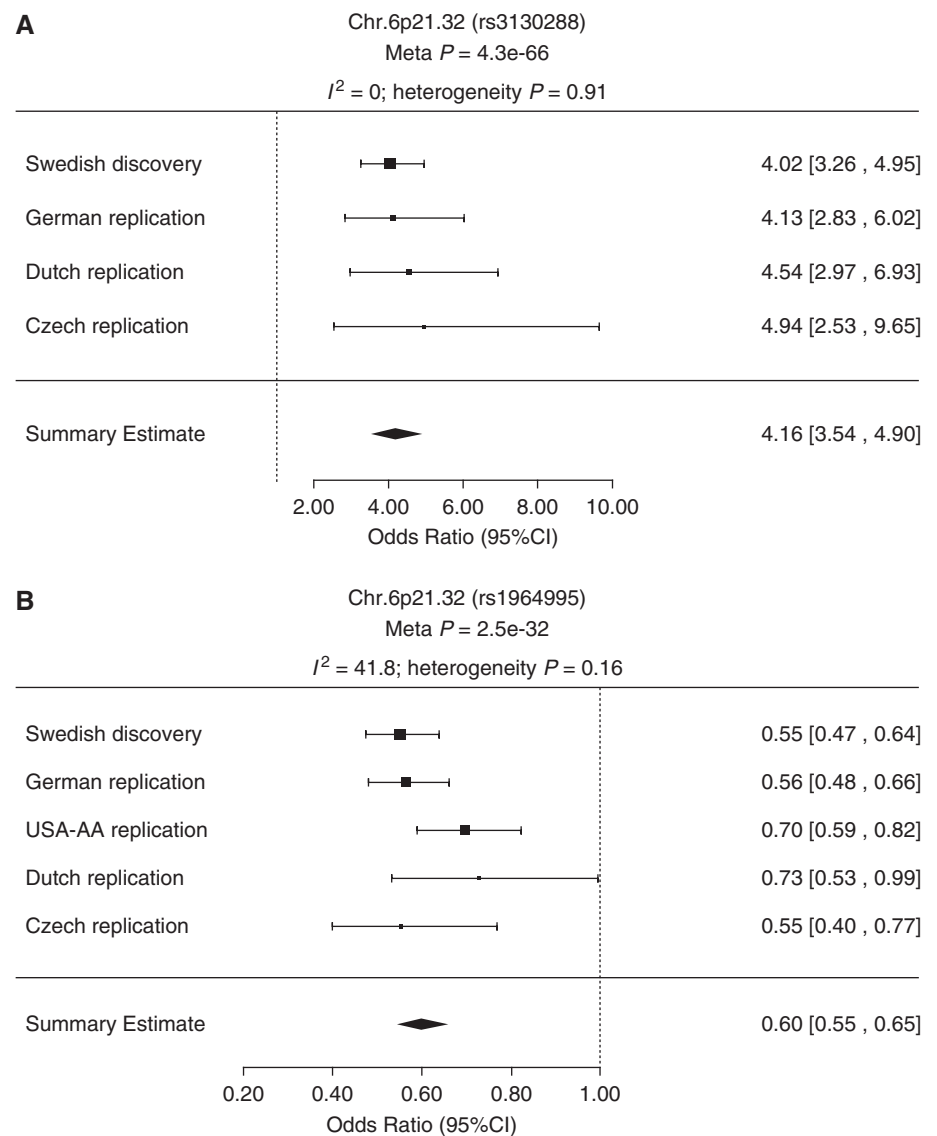 A
Chr.6p21.32 (rs3130288)
Meta P = 4.3e-66
I² = 0; heterogeneity P = 0.91
Swedish discovery 4.02 [3.26 , 4.95]
German replication 4.13 [2.83 , 6.02]
Dutch replication 4.54 [2.97 , 6.93]
Czech replication 4.94 [2.53 , 9.65]
Summary Estimate 4.16 [3.54 , 4.90]
2.00 4.00 6.00 8.00 10.00
Odds Ratio (95%CI)
B
Chr.6p21.32 (rs1964995)
Meta P = 2.5e-32
I² = 41.8; heterogeneity P = 0.16
Swedish discovery 0.55 [0.47 , 0.64]
German replication 0.56 [0.48 , 0.66]
USA-AA replication 0.70 [0.59 , 0.82]
Dutch replication 0.73 [0.53 , 0.99]
Czech replication 0.55 [0.40 , 0.77]
Summary Estimate 0.60 [0.55 , 0.65]
0.20 0.40 0.60 0.80 1.00
Odds Ratio (95%CI)